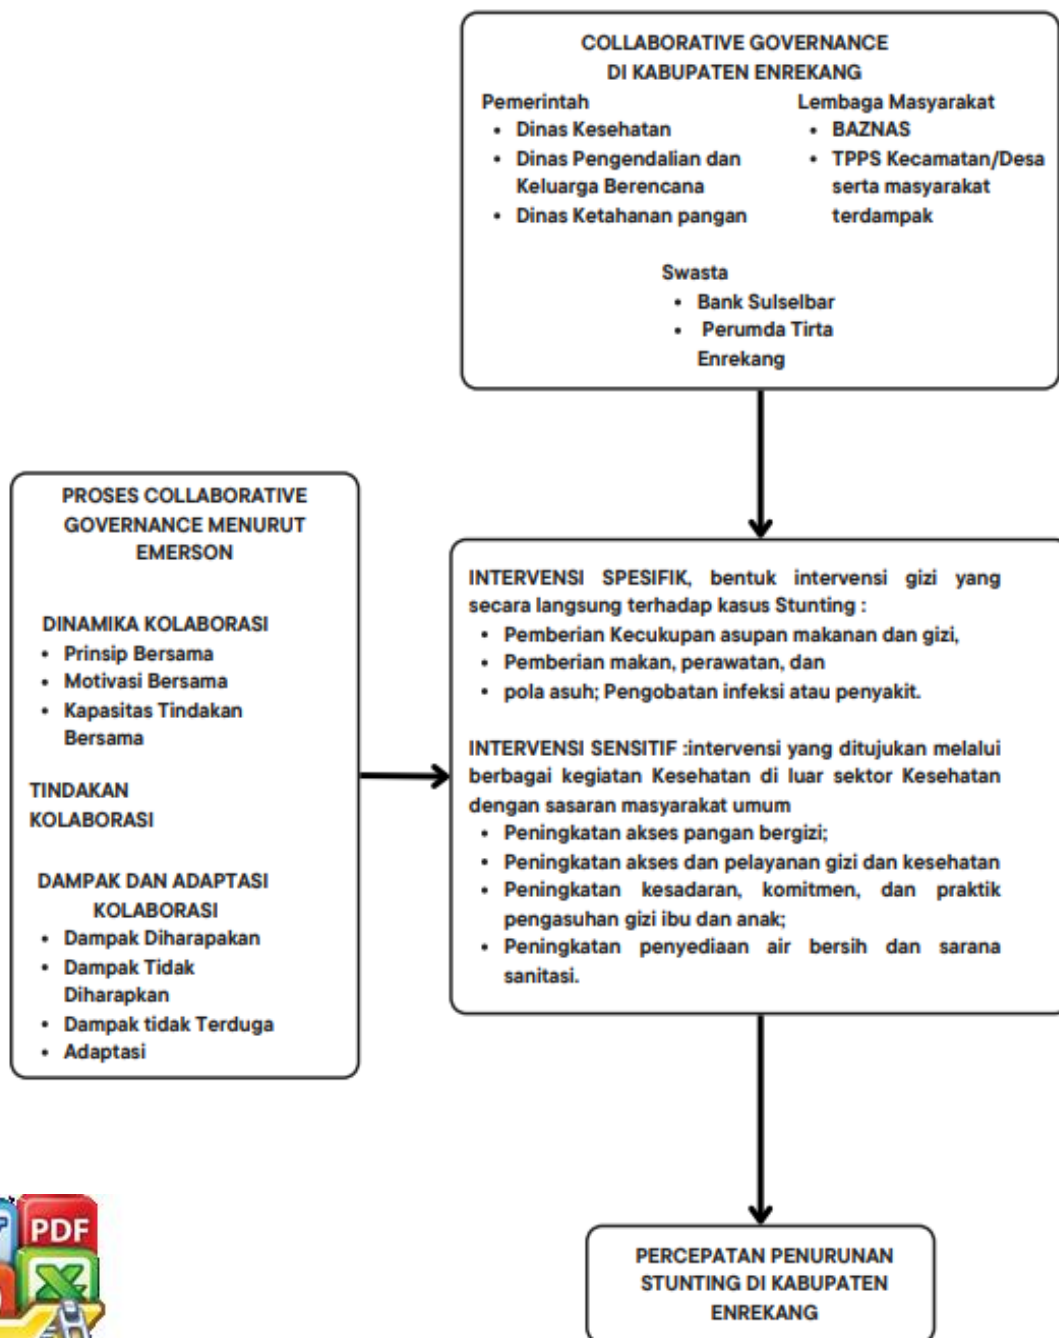 COLLABORATIVE GOVERNANCE
DI KABUPATEN ENREKANG
Pemerintah
• Dinas Kesehatan
• Dinas Pengendalian dan
Keluarga Berencana
• Dinas Ketahanan pangan
Lembaga Masyarakat
• BAZNAS
• TPPS Kecamatan/Desa
serta masyarakat
terdampak
Swasta
• Bank Sulselbar
• Perumda Tirta
Enrekang
PROSES COLLABORATIVE
GOVERNANCE MENURUT
EMERSON
DINAMIKA KOLABORASI
• Prinsip Bersama
• Motivasi Bersama
• Kapasitas Tindakan
Bersama
TINDAKAN
KOLABORASI
DAMPAK DAN ADAPTASI
KOLABORASI
• Dampak Diharapakan
• Dampak Tidak
Diharapkan
• Dampak tidak Terduga
• Adaptasi
INTERVENSI SPESIFIK, bentuk intervensi gizi yang
secara langsung terhadap kasus Stunting :
• Pemberian Kecukupan asupan makanan dan gizi,
• Pemberian makan, perawatan, dan
• pola asuh; Pengobatan infeksi atau penyakit.
INTERVENSI SENSITIF :intervensi yang ditujukan melalui
berbagai kegiatan Kesehatan di luar sektor Kesehatan
dengan sasaran masyarakat umum
• Peningkatan akses pangan bergizi;
• Peningkatan akses dan pelayanan gizi dan kesehatan
• Peningkatan kesadaran, komitmen, dan praktik
pengasuhan gizi ibu dan anak;
• Peningkatan penyediaan air bersih dan sarana
sanitasi.
PERCEPATAN PENURUNAN
STUNTING DI KABUPATEN
ENREKANG
PDF